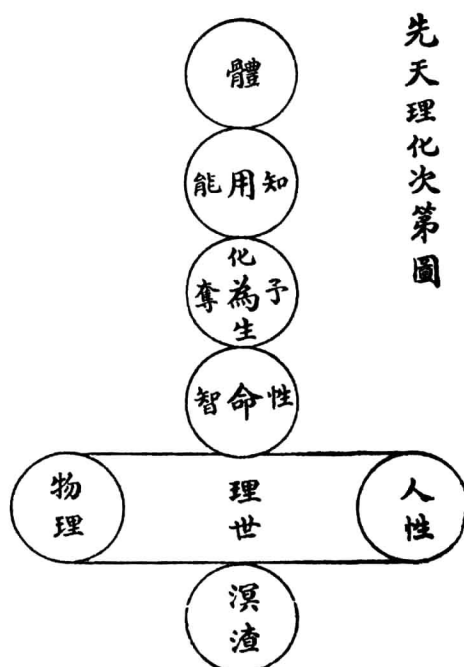 先天理化次第圖
體
知用能
化
予為奪
生
性命智
人性
理世
物理
溟渣